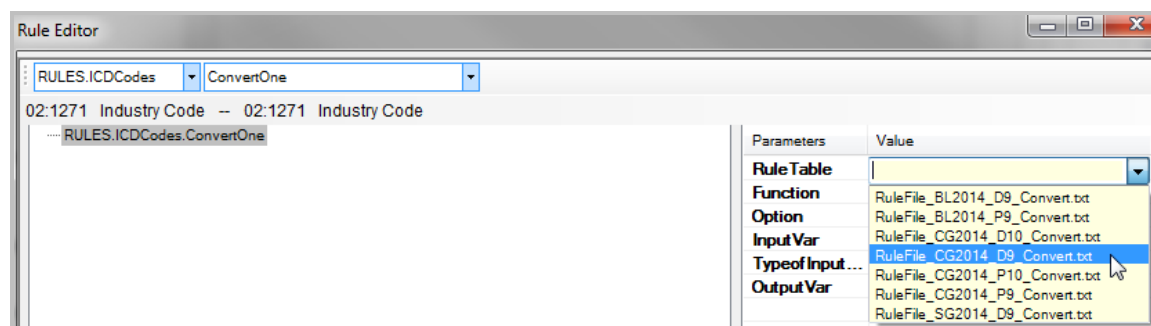 Rule Editor
RULES.ICDCodes ConvertOne
02:1271 Industry Code -- 02:1271 Industry Code
RULES.ICDCodes.ConvertOne
Parameters Value
RuleTable
Function
Option
InputVar
TypeofInput...
OutputVar
RuleFile_BL2014_D9_Convert.txt
RuleFile_BL2014_P9_Convert.txt
RuleFile_CG2014_D10_Convert.txt
RuleFile_CG2014_D9_Convert.txt
RuleFile_CG2014_P10_Convert.txt
RuleFile_CG2014_P9_Convert.txt
RuleFile_SG2014_D9_Convert.txt